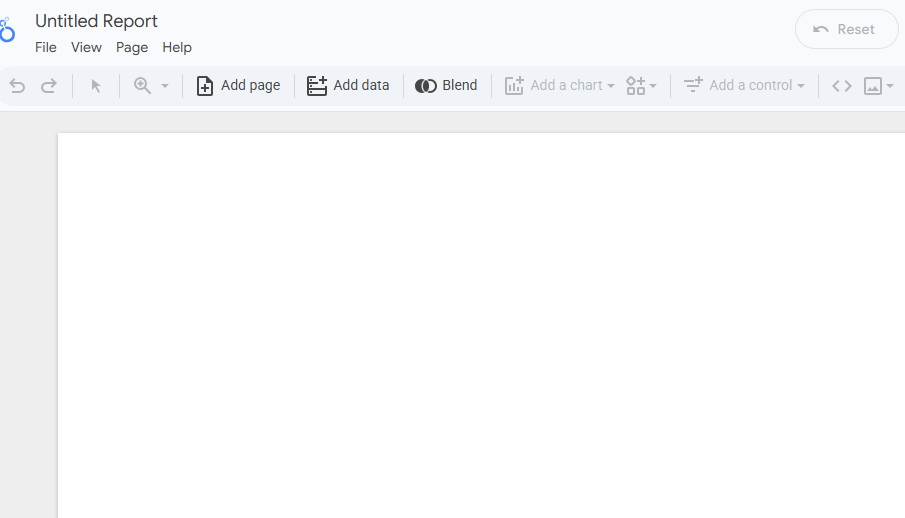 Untitled Report
Reset
File View Page Help
Add page Add data Blend Add a chart Add a control